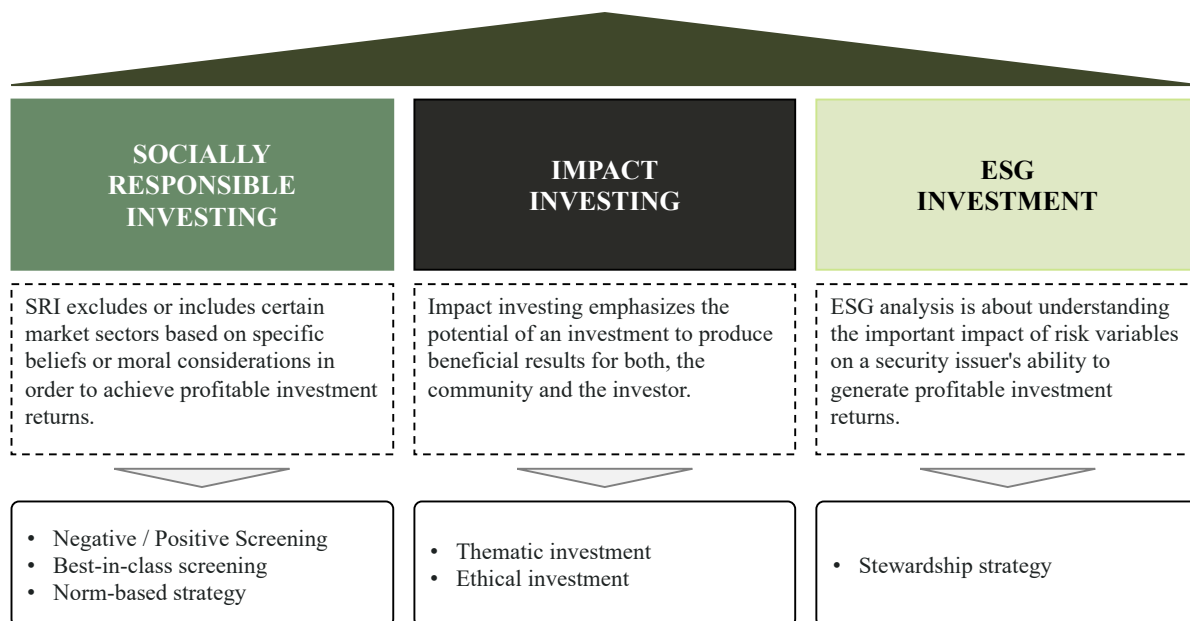 SOCIALLY
RESPONSIBLE
INVESTING
IMPACT
INVESTING
ESG
INVESTMENT
SRI excludes or includes certain
market sectors based on specific
beliefs or moral considerations in
order to achieve profitable investment
returns.
Impact investing emphasizes the
potential of an investment to produce
beneficial results for both, the
community and the investor.
ESG analysis is about understanding
the important impact of risk variables
on a security issuer's ability to
generate profitable investment
returns.
• Negative / Positive Screening
• Best-in-class screening
• Norm-based strategy
• Thematic investment
• Ethical investment
• Stewardship strategy